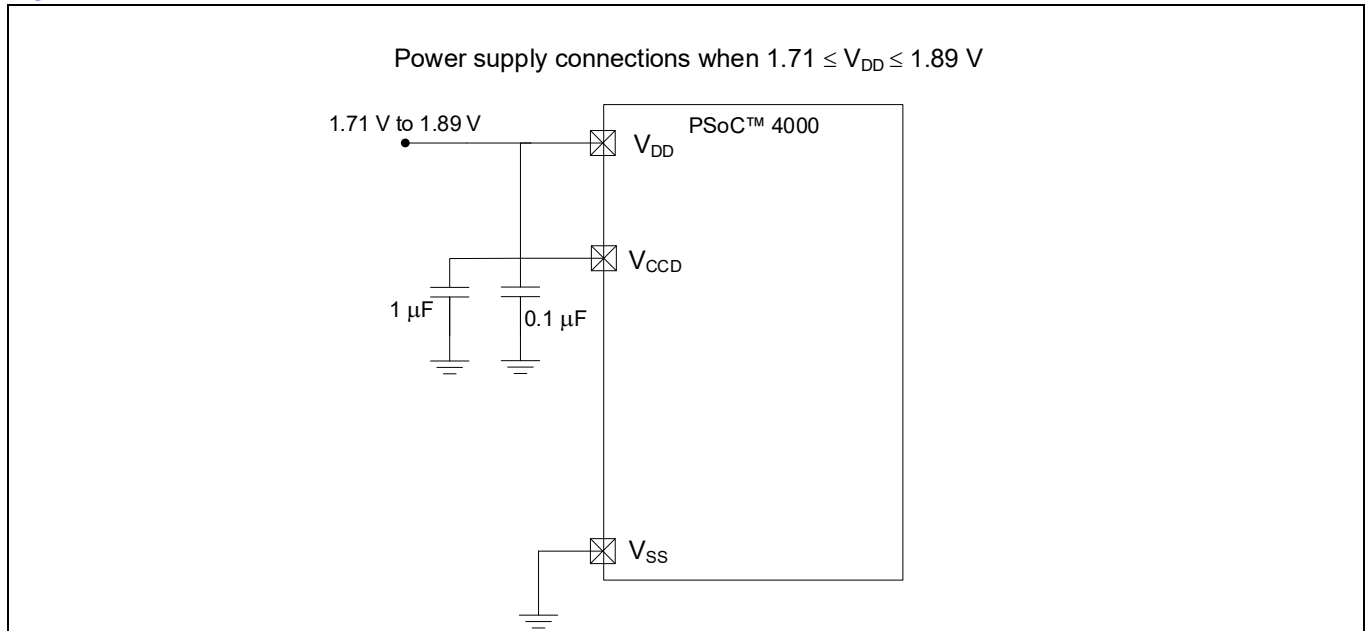 Power supply connections when 1.71 ≤ VDD ≤ 1.89 V
1.71 V to 1.89 V
PSoC™ 4000
VDD
VCCD
1 μF
0.1 μF
VSS